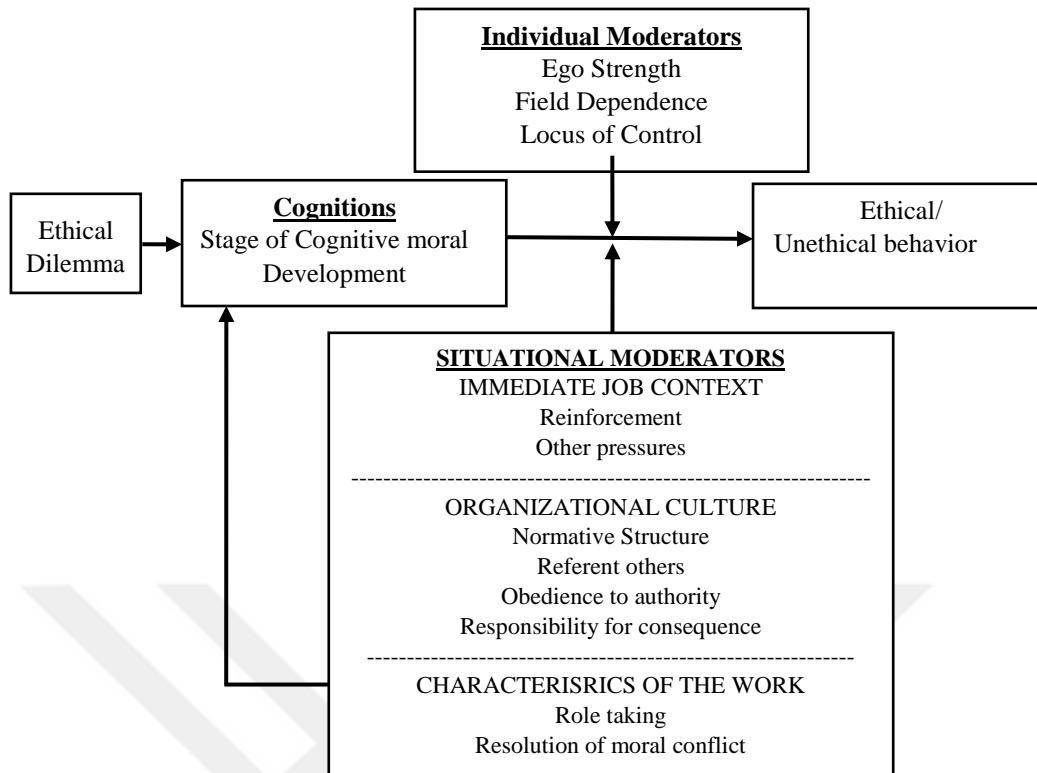 Individual Moderators
Ego Strength
Field Dependence
Locus of Control
Ethical
Dilemma
Cognitions
Stage of Cognitive moral
Development
Ethical/
Unethical behavior
SITUATIONAL MODERATORS
IMMEDIATE JOB CONTEXT
Reinforcement
Other pressures
ORGANIZATIONAL CULTURE
Normative Structure
Referent others
Obedience to authority
Responsibility for consequence
CHARACTERISRICS OF THE WORK
Role taking
Resolution of moral conflict